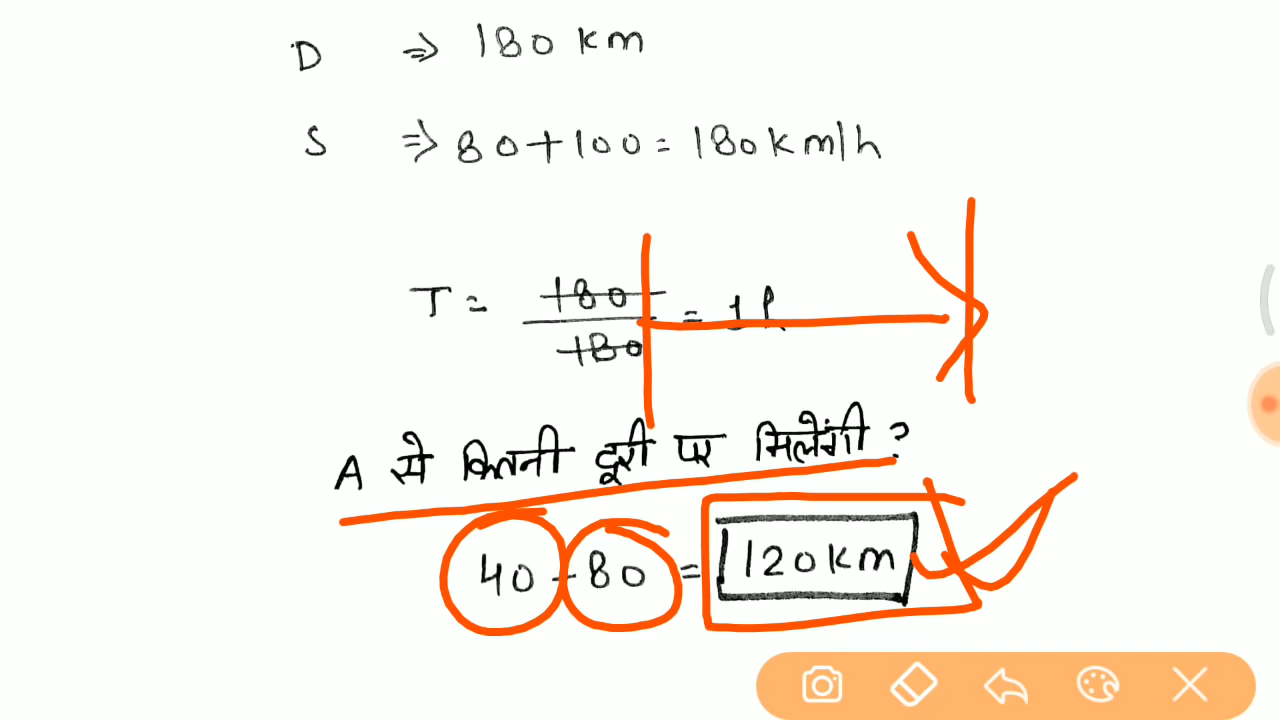 D ⇒ 180 km
S ⇒ 80+100 = 180 km/h
T = 180/180 = 1h
A से कितनी दूरी पर मिलेंगी ?
40 - 80 = 120 km